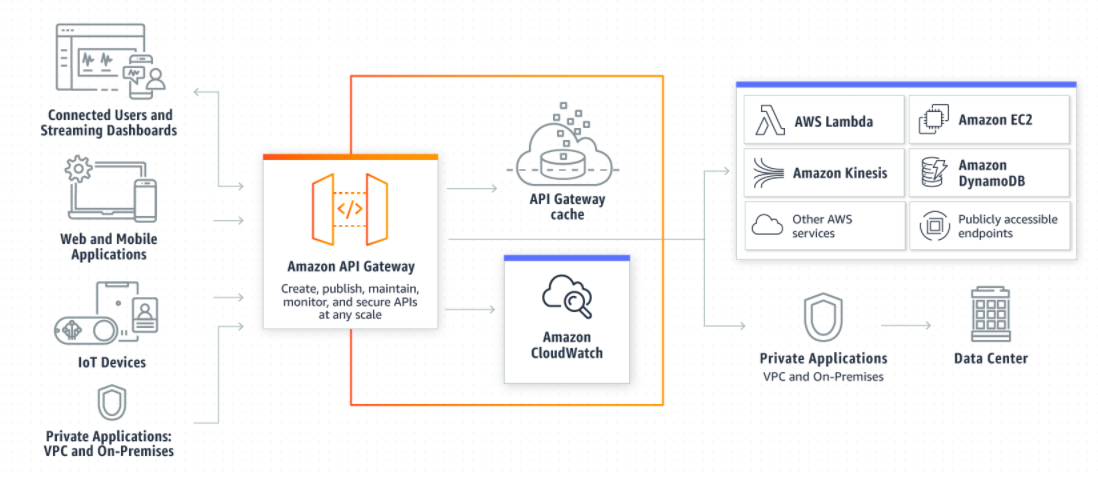 Connected Users and
Streaming Dashboards
Web and Mobile
Applications
IoT Devices
Private Applications:
VPC and On-Premises
</>
Amazon API Gateway
Create, publish, maintain,
monitor, and secure APIs
at any scale
API Gateway
cache
Amazon
CloudWatch
AWS Lambda
Amazon EC2
Amazon Kinesis
Amazon
DynamoDB
Other AWS
services
Publicly accessible
endpoints
Private Applications
VPC and On-Premises
Data Center